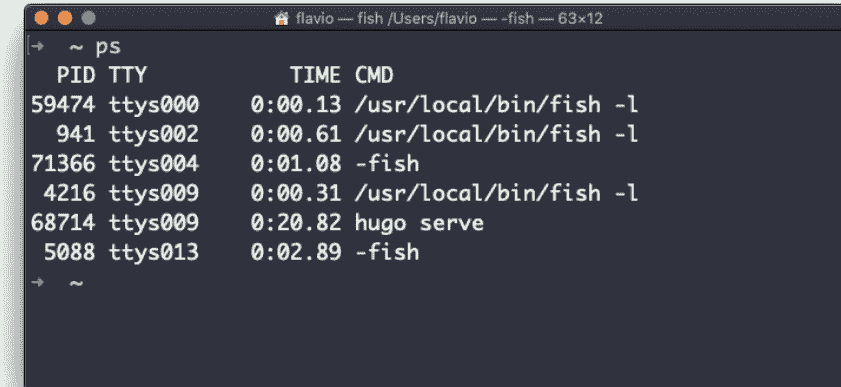 flavio — fish /Users/flavio — -fish — 63×12
[➜ ~ ps
PID TTY TIME CMD
59474 ttys000 0:00.13 /usr/local/bin/fish -l
941 ttys002 0:00.61 /usr/local/bin/fish -l
71366 ttys004 0:01.08 -fish
4216 ttys009 0:00.31 /usr/local/bin/fish -l
68714 ttys009 0:20.82 hugo serve
5088 ttys013 0:02.89 -fish
➜ ~